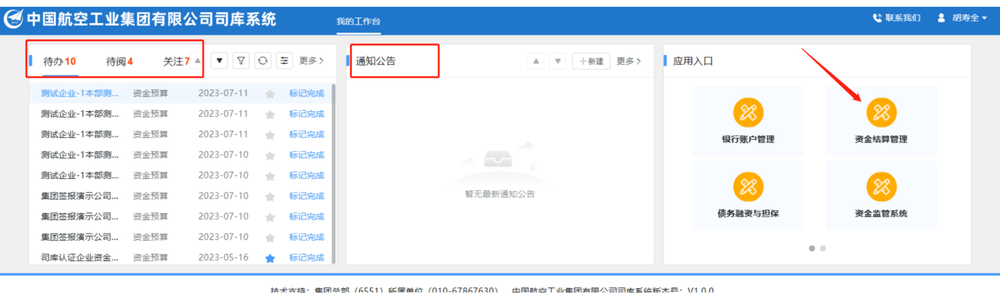 中国航空工业集团有限公司司库系统 我的工作台 联系我们 胡寿全
待办10 待阅4 关注7 更多
测试企业-1本部测... 资金预算 2023-07-11 标记完成
测试企业-1本部测... 资金预算 2023-07-11 标记完成
测试企业-1本部测... 资金预算 2023-07-11 标记完成
测试企业-1本部测... 资金预算 2023-07-10 标记完成
测试企业-1本部测... 资金预算 2023-07-10 标记完成
集团签报演示公司... 资金预算 2023-07-10 标记完成
集团签报演示公司... 资金预算 2023-07-10 标记完成
集团签报演示公司... 资金预算 2023-07-10 标记完成
司库认证企业资金... 资金预算 2023-05-16 标记完成
通知公告 新建 更多
暂无最新通知公告
应用入口
银行账户管理 资金结算管理
债务融资与担保 资金监管系统
技术支持：集团总部（6551）所属单位（010-67867630） 中国航空工业集团有限公司司库系统版本号：V1.0.0